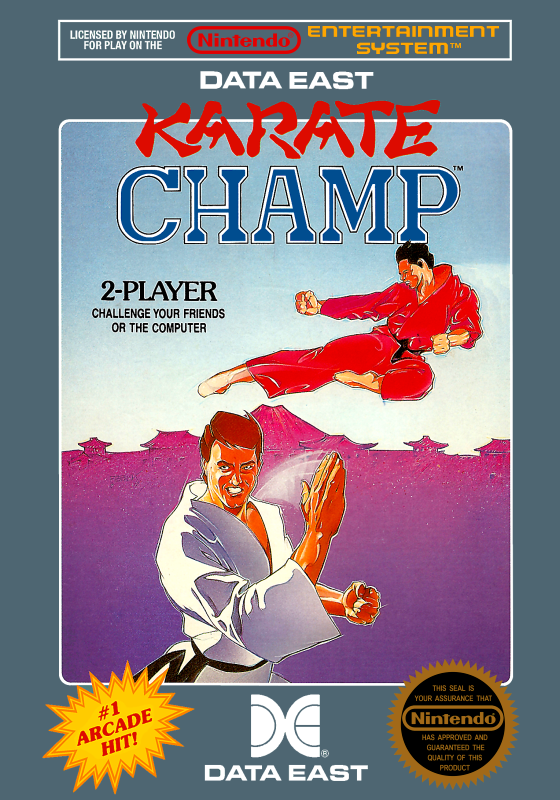 LICENSED BY NINTENDO
FOR PLAY ON THE
Nintendo®
ENTERTAINMENT
SYSTEM™
DATA EAST
KARATE
CHAMP™
2-PLAYER
CHALLENGE YOUR FRIENDS
OR THE COMPUTER
#1
ARCADE
HIT!
®
DATA EAST
THIS SEAL IS
YOUR ASSURANCE THAT
Nintendo®
HAS APPROVED AND
GUARANTEED THE
QUALITY OF THIS
PRODUCT